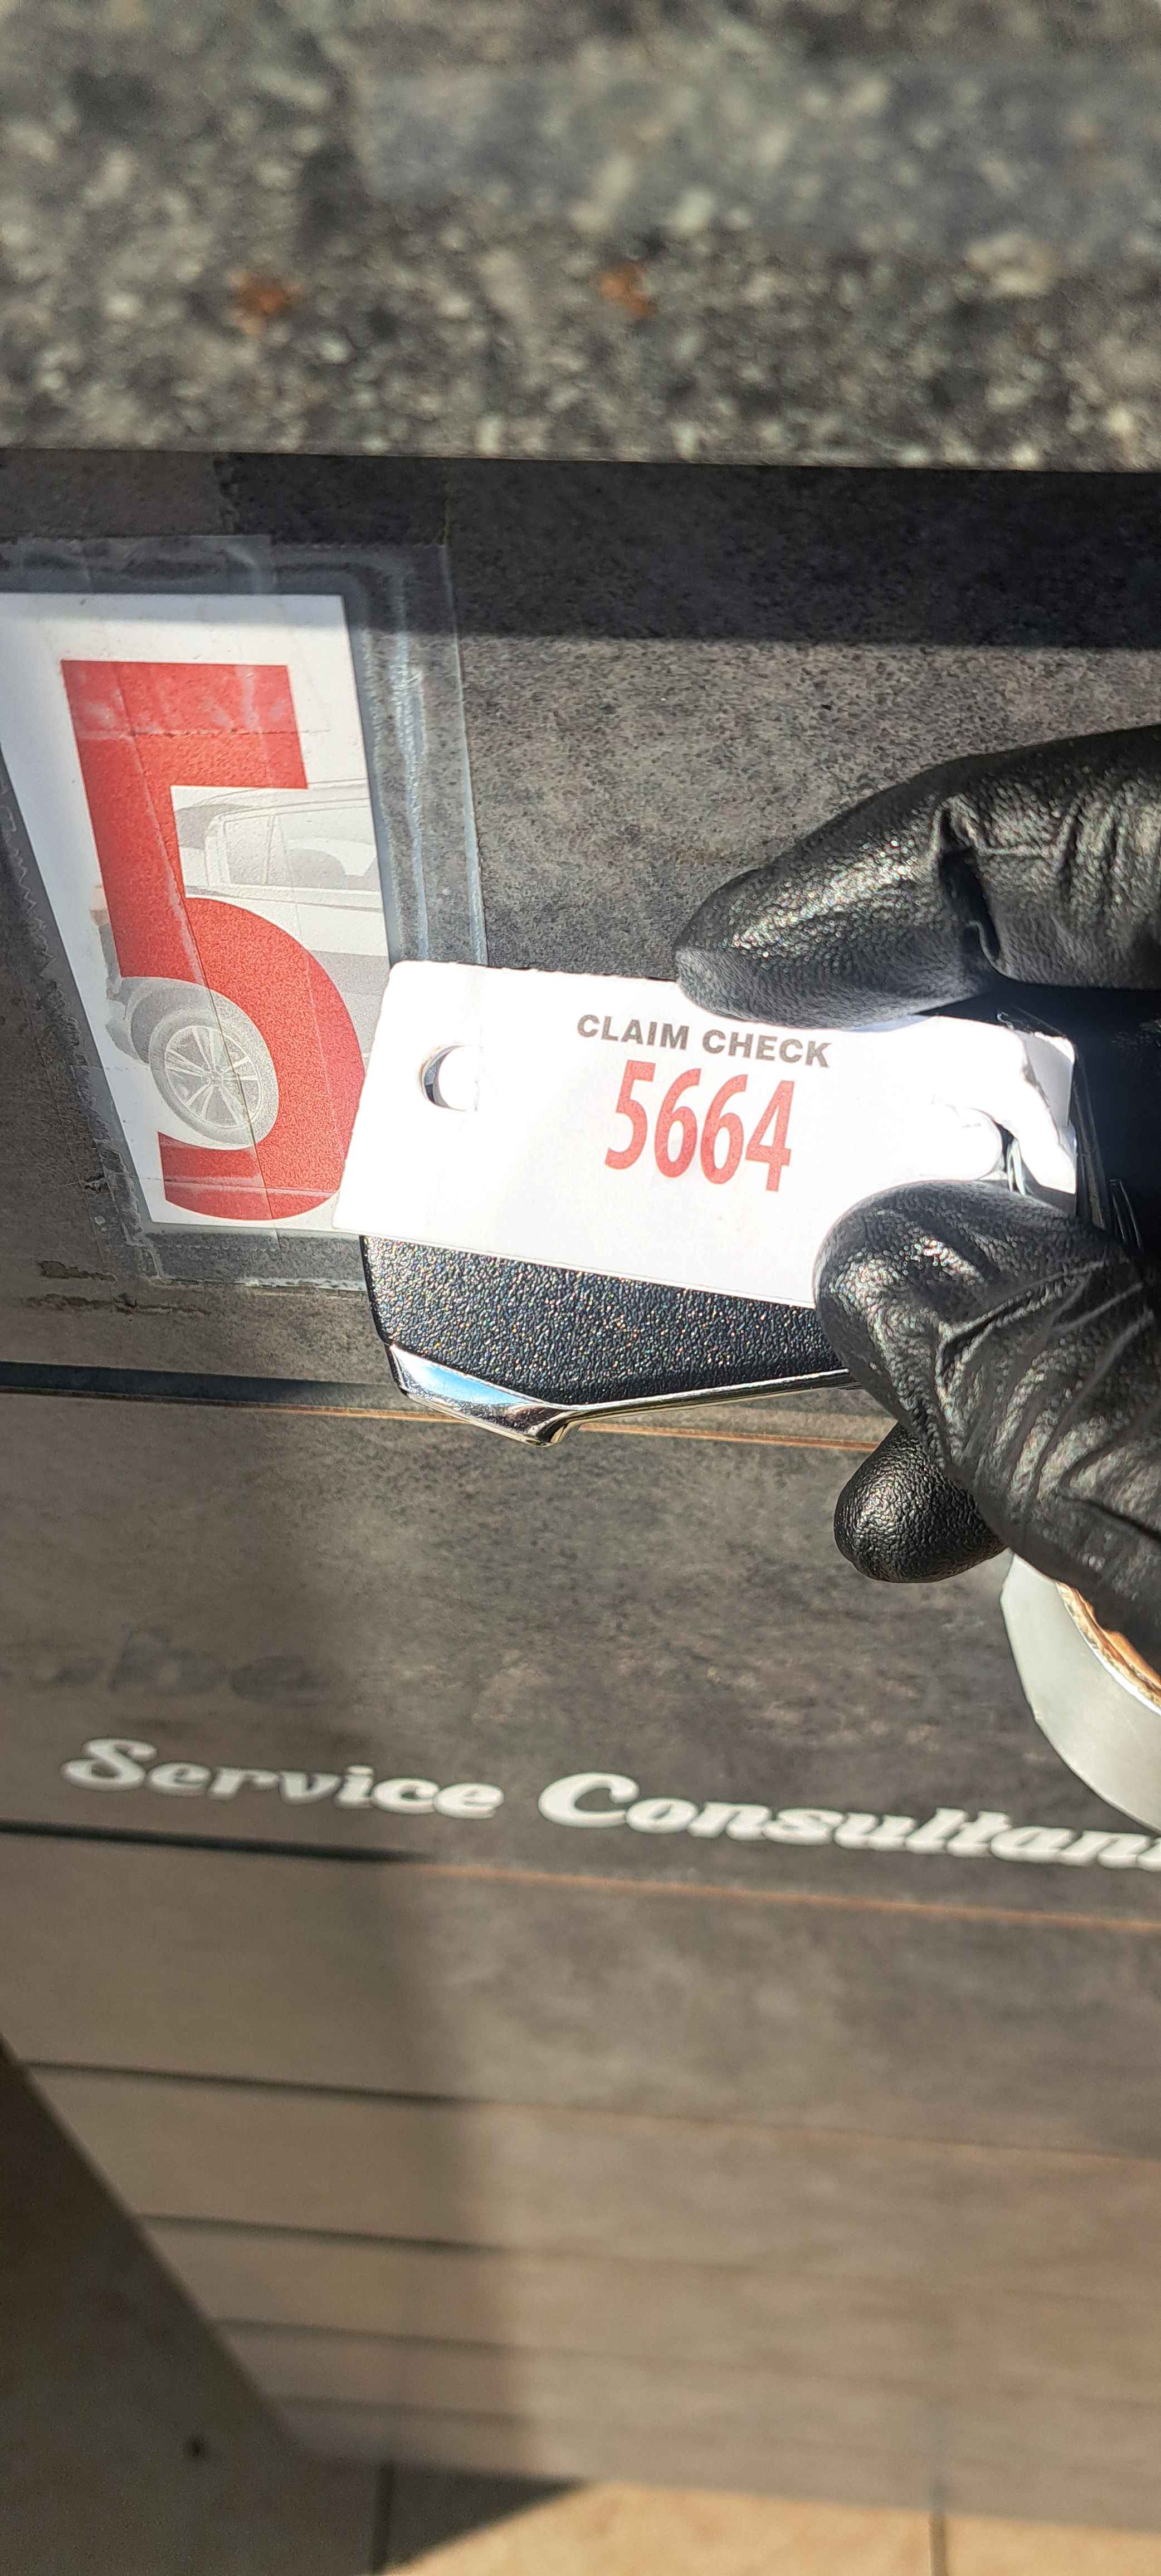 5
CLAIM CHECK
5664
Service Consultant